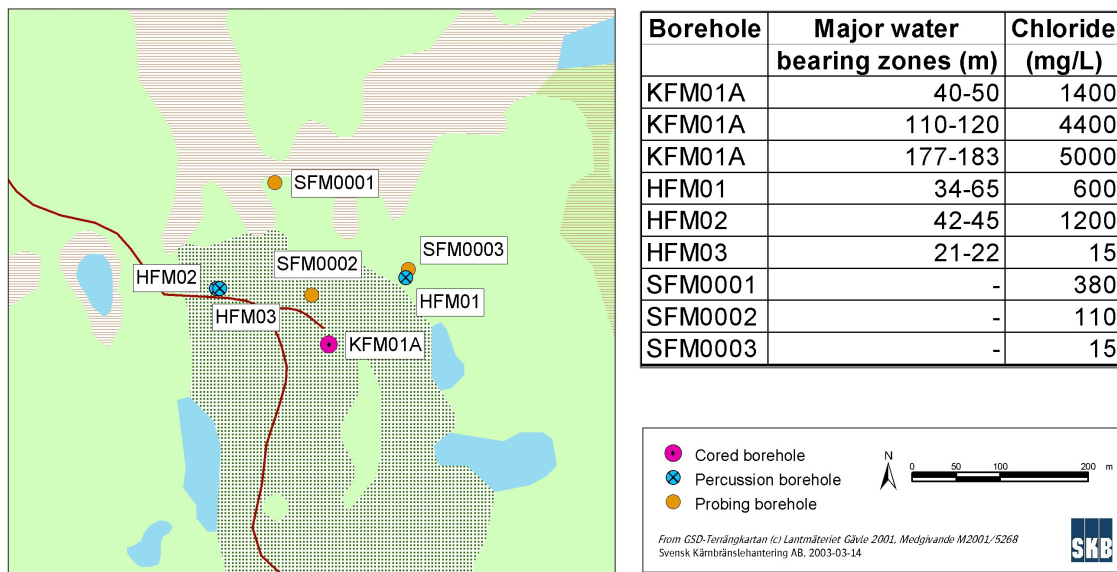 SFM0001
SFM0003
SFM0002
HFM02
HFM01
HFM03
KFM01A
Borehole Major water Chloride
bearing zones (m) (mg/L)
KFM01A 40-50 1400
KFM01A 110-120 4400
KFM01A 177-183 5000
HFM01 34-65 600
HFM02 42-45 1200
HFM03 21-22 15
SFM0001 - 380
SFM0002 - 110
SFM0003 - 15
Cored borehole
Percussion borehole
Probing borehole
N
0 50 100 200 m
From GSD-Terrängkartan (c) Lantmäteriet Gävle 2001, Medgivande M2001/5268
Svensk Kärnbränslehantering AB, 2003-03-14
SKB